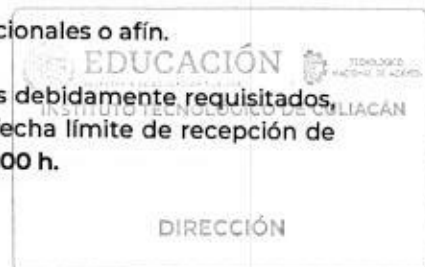 cionales o afín.
EDUCACIÓN
s debidamente requisitados,
INSTITUTO TECNOLÓGICO DE CULIACÁN
echa límite de recepción de
00 h.
DIRECCIÓN